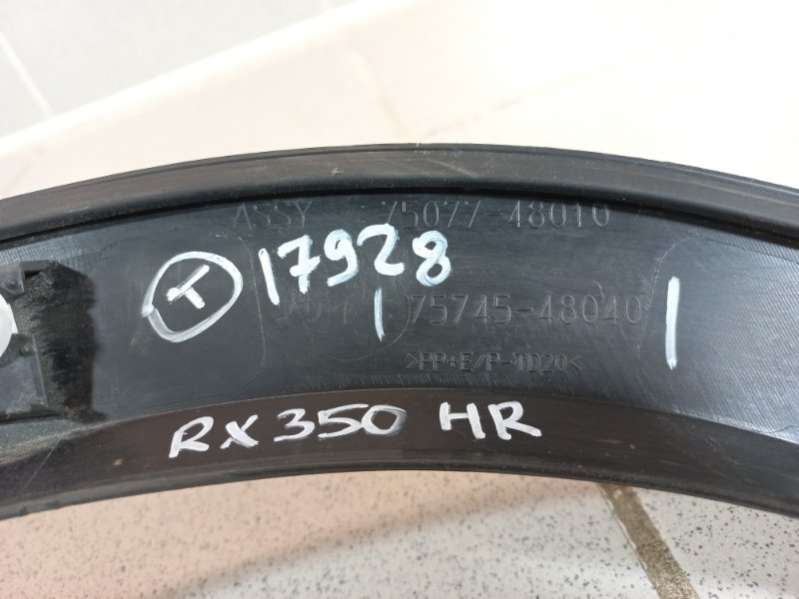 ASSY 75077-48010
T 17928
75745-48040
>PP+E/P-TD20<
RX350 HR